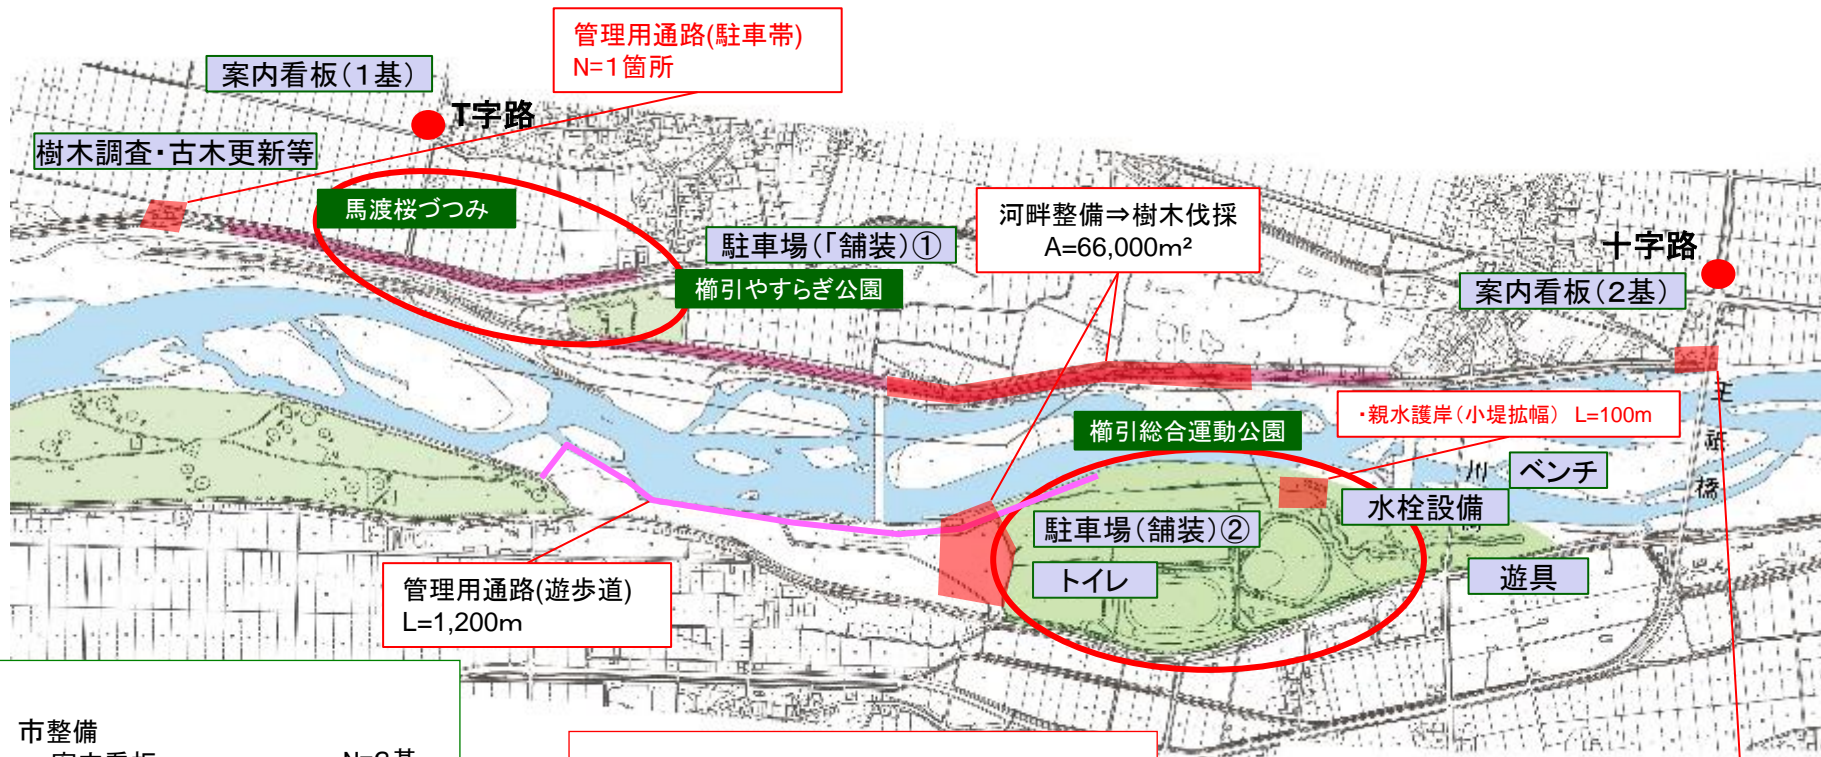 管理用通路(駐車帯)
N=1箇所
案内看板(1基)
T字路
樹木調査・古木更新等
馬渡桜づつみ
駐車場(「舗装)①
櫛引やすらぎ公園
河畔整備⇒樹木伐採
A=66,000m²
十字路
案内看板(2基)
・親水護岸(小堤拡幅) L=100m
櫛引総合運動公園
ベンチ
水栓設備
駐車場(舗装)②
トイレ
遊具
川
橋
管理用通路(遊歩道)
L=1,200m
市整備